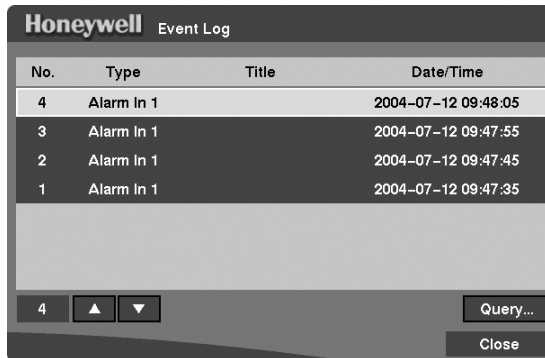 Honeywell Event Log
No. Type Title Date/Time
4 Alarm In 1 2004-07-12 09:48:05
3 Alarm In 1 2004-07-12 09:47:55
2 Alarm In 1 2004-07-12 09:47:45
1 Alarm In 1 2004-07-12 09:47:35
4 ▲ ▼ Query...
Close